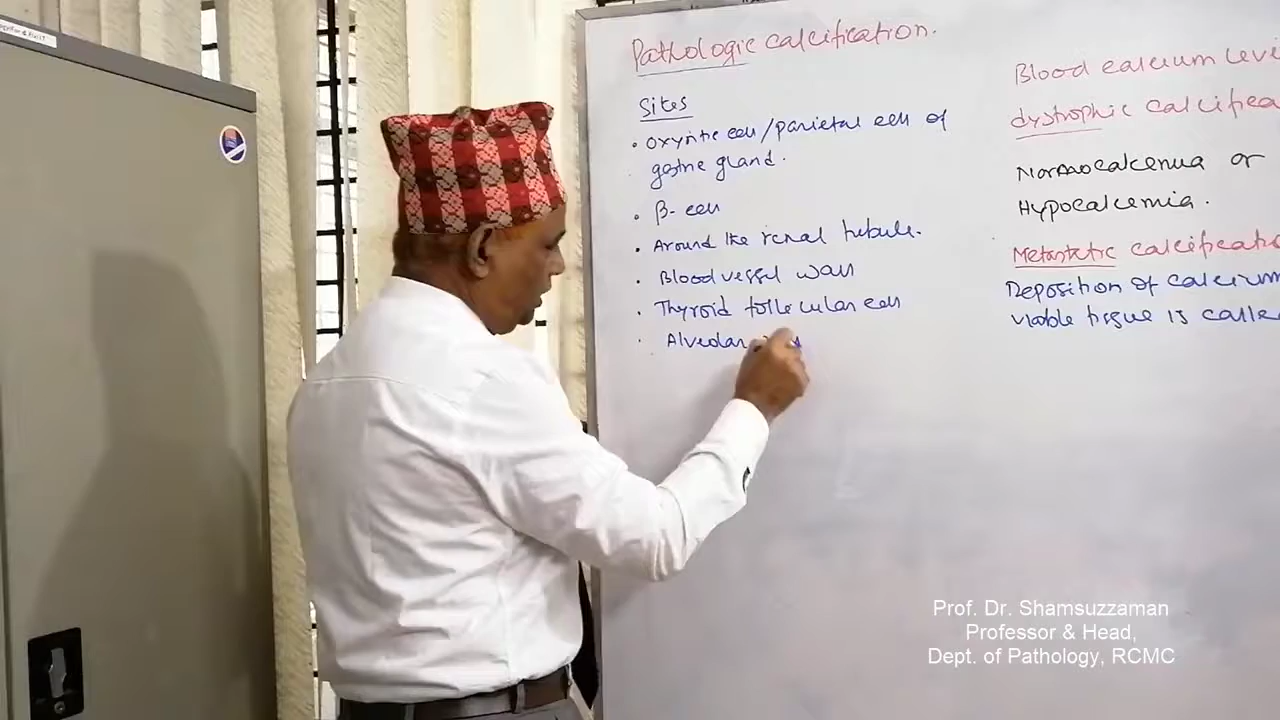 Pathologic calcification.
Sites
• Oxyntic cell/parietal cell of
gastric gland.
• β-cell
• Around the renal tubule.
• Blood vessel wall
• Thyroid follicular cell
• Alveolar
Blood calcium leve
dystrophic calcifica
Normocalcemia or
Hypocalcemia.
Metastatic calcificati
Deposition of calcium
viable tissue is calle
Prof. Dr. Shamsuzzaman
Professor & Head,
Dept. of Pathology, RCMC